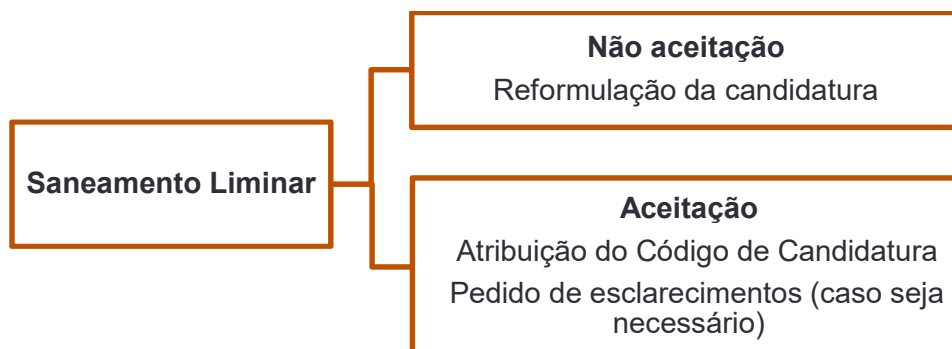 Saneamento Liminar
Não aceitação
Reformulação da candidatura
Aceitação
Atribuição do Código de Candidatura
Pedido de esclarecimentos (caso seja
necessário)